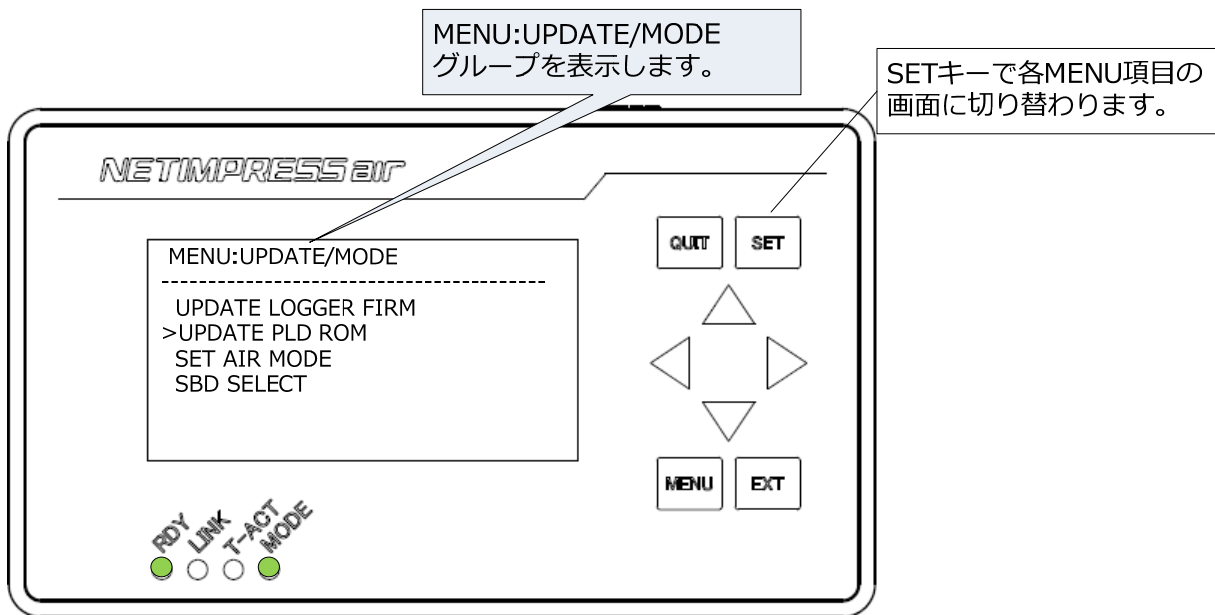 MENU:UPDATE/MODE
グループを表示します。
SETキーで各MENU項目の
画面に切り替わります。
NETIMPRESS air
MENU:UPDATE/MODE
----------------------------------------
UPDATE LOGGER FIRM
>UPDATE PLD ROM
SET AIR MODE
SBD SELECT
QUIT
SET
MENU
EXT
RDY
LINK
T-ACT
MODE